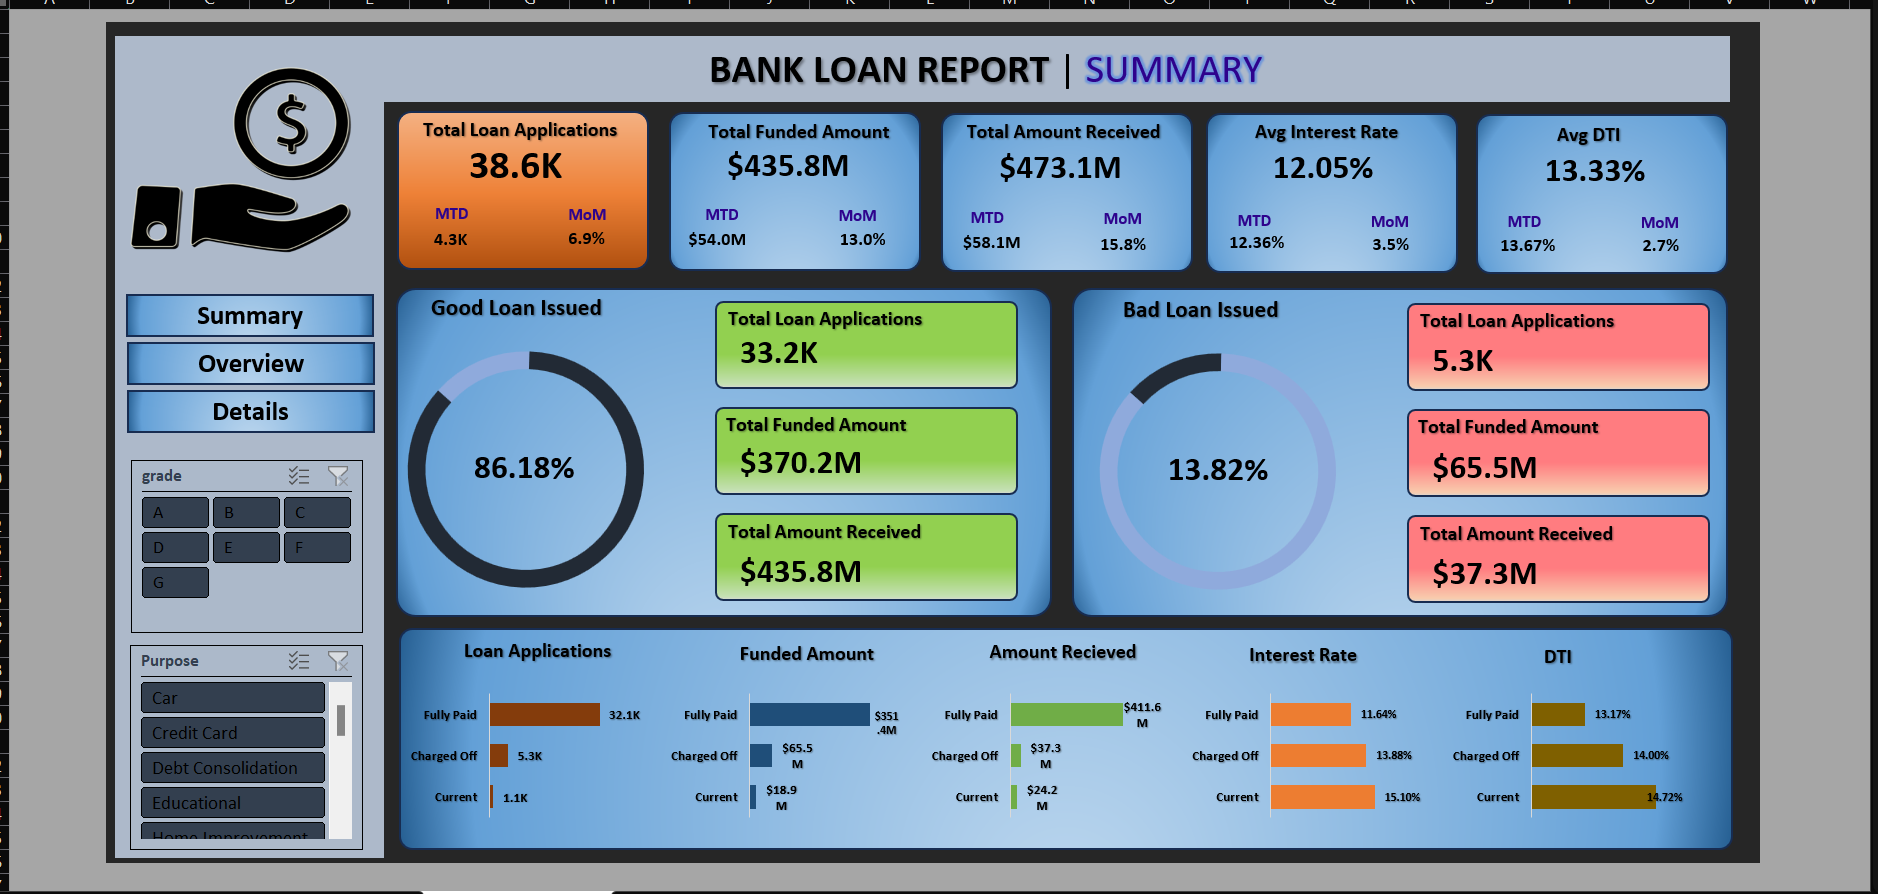 BANK LOAN REPORT | SUMMARY
$
Total Loan Applications
38.6K
MTD MoM
4.3K 6.9%
Total Funded Amount
$435.8M
MTD MoM
$54.0M 13.0%
Total Amount Received
$473.1M
MTD MoM
$58.1M 15.8%
Avg Interest Rate
12.05%
MTD MoM
12.36% 3.5%
Avg DTI
13.33%
MTD MoM
13.67% 2.7%
Summary
Overview
Details
grade
A B C
D E F
G
Purpose
Car
Credit Card
Debt Consolidation
Educational
Home Improvement
Good Loan Issued
86.18%
Total Loan Applications
33.2K
Total Funded Amount
$370.2M
Total Amount Received
$435.8M
Bad Loan Issued
13.82%
Total Loan Applications
5.3K
Total Funded Amount
$65.5M
Total Amount Received
$37.3M
Loan Applications
Fully Paid 32.1K
Charged Off 5.3K
Current 1.1K
Funded Amount
Fully Paid $351
.4M
Charged Off $65.5
M
Current $18.9
M
Amount Recieved
Fully Paid $411.6
M
Charged Off $37.3
M
Current $24.2
M
Interest Rate
Fully Paid 11.64%
Charged Off 13.88%
Current 15.10%
DTI
Fully Paid 13.17%
Charged Off 14.00%
Current 14.72%